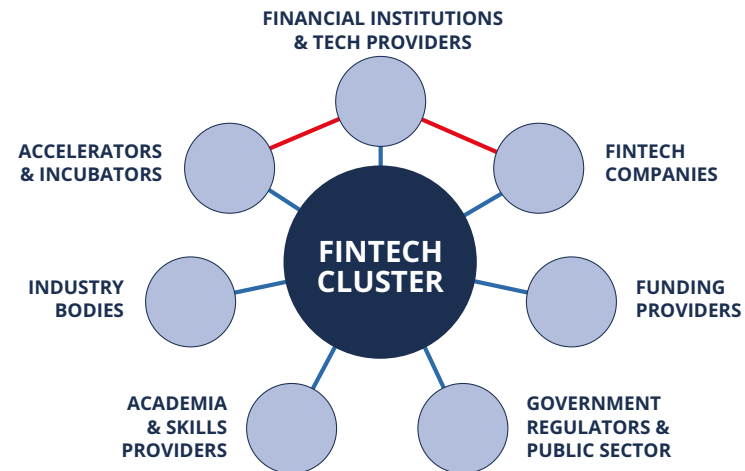 FINANCIAL INSTITUTIONS
& TECH PROVIDERS
ACCELERATORS
& INCUBATORS
FINTECH
COMPANIES
FINTECH
CLUSTER
INDUSTRY
BODIES
FUNDING
PROVIDERS
ACADEMIA
& SKILLS
PROVIDERS
GOVERNMENT
REGULATORS &
PUBLIC SECTOR